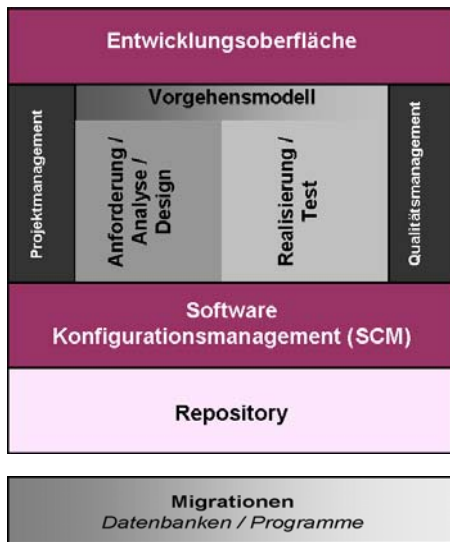 Entwicklungsoberfläche
Vorgehensmodell
Projektmanagement
Anforderung /
Analyse /
Design
Realisierung /
Test
Qualitätsmanagement
Software
Konfigurationsmanagement (SCM)
Repository
Migrationen
Datenbanken / Programme